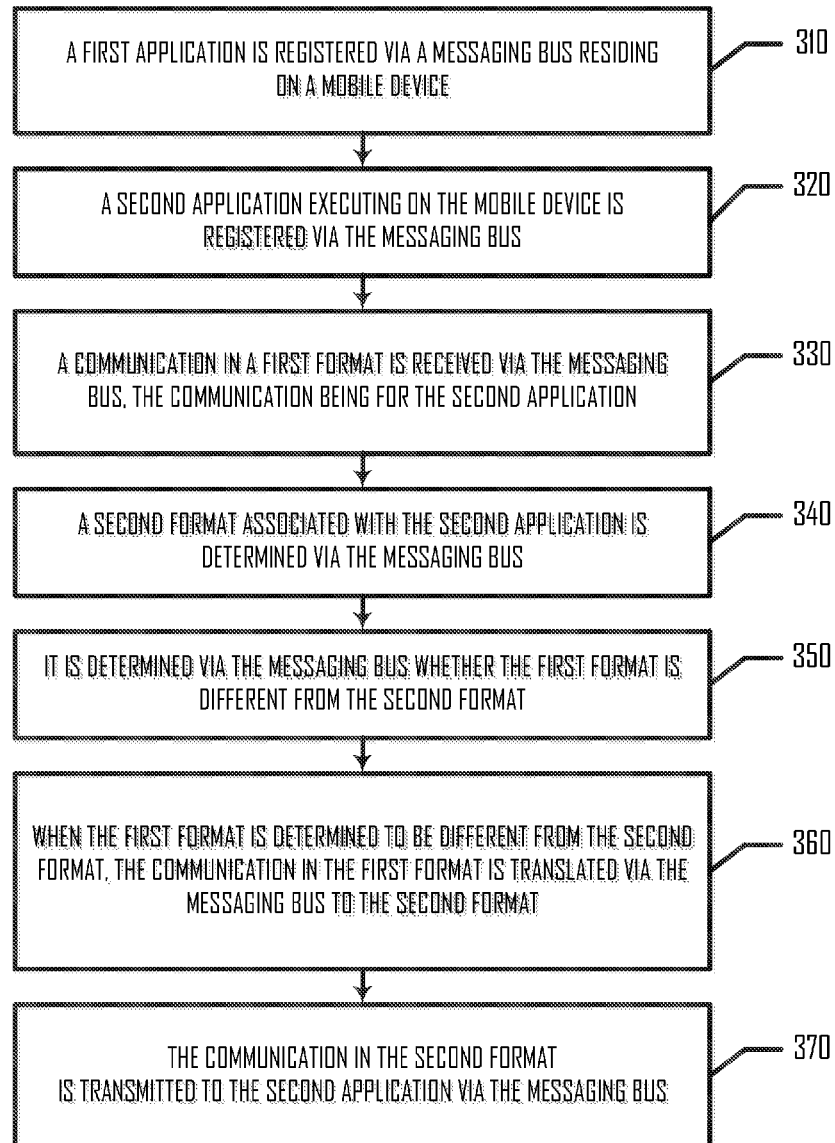 A FIRST APPLICATION IS REGISTERED VIA A MESSAGING BUS RESIDING
ON A MOBILE DEVICE
310
A SECOND APPLICATION EXECUTING ON THE MOBILE DEVICE IS
REGISTERED VIA THE MESSAGING BUS
320
A COMMUNICATION IN A FIRST FORMAT IS RECEIVED VIA THE MESSAGING
BUS, THE COMMUNICATION BEING FOR THE SECOND APPLICATION
330
A SECOND FORMAT ASSOCIATED WITH THE SECOND APPLICATION IS
DETERMINED VIA THE MESSAGING BUS
340
IT IS DETERMINED VIA THE MESSAGING BUS WHETHER THE FIRST FORMAT IS
DIFFERENT FROM THE SECOND FORMAT
350
WHEN THE FIRST FORMAT IS DETERMINED TO BE DIFFERENT FROM THE SECOND
FORMAT, THE COMMUNICATION IN THE FIRST FORMAT IS TRANSLATED VIA THE
MESSAGING BUS TO THE SECOND FORMAT
360
THE COMMUNICATION IN THE SECOND FORMAT
IS TRANSMITTED TO THE SECOND APPLICATION VIA THE MESSAGING BUS
370